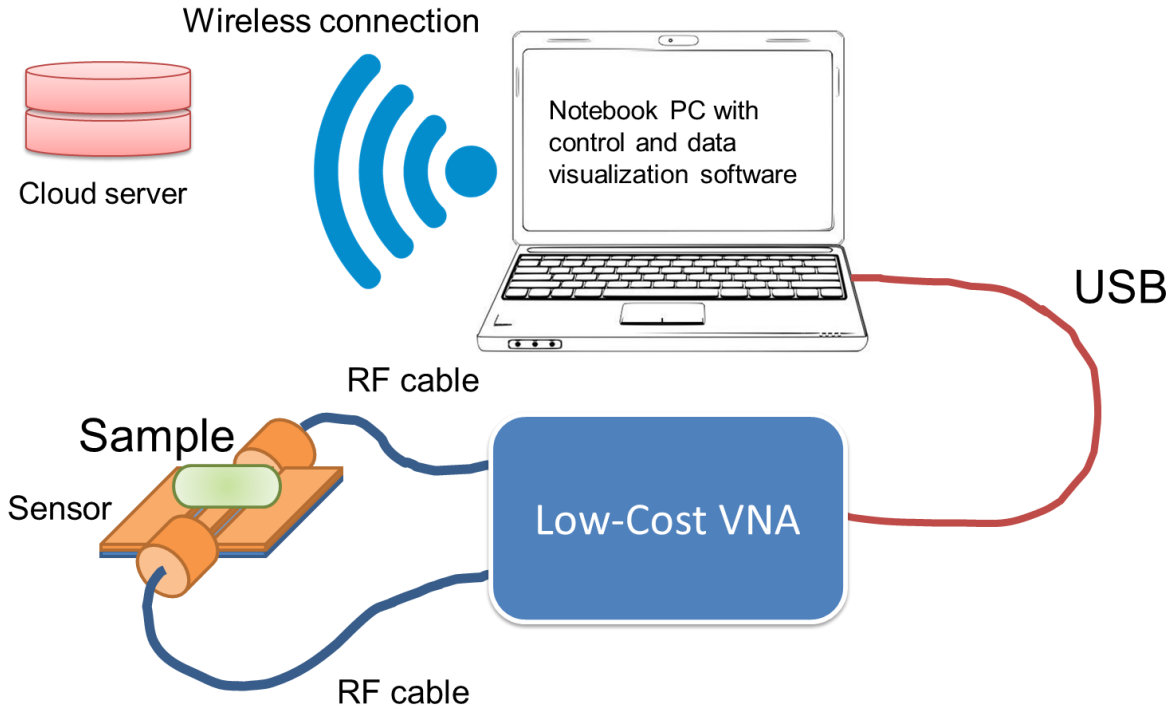 Wireless connection
Cloud server
Notebook PC with
control and data
visualization software
USB
RF cable
Sample
Sensor
Low-Cost VNA
RF cable